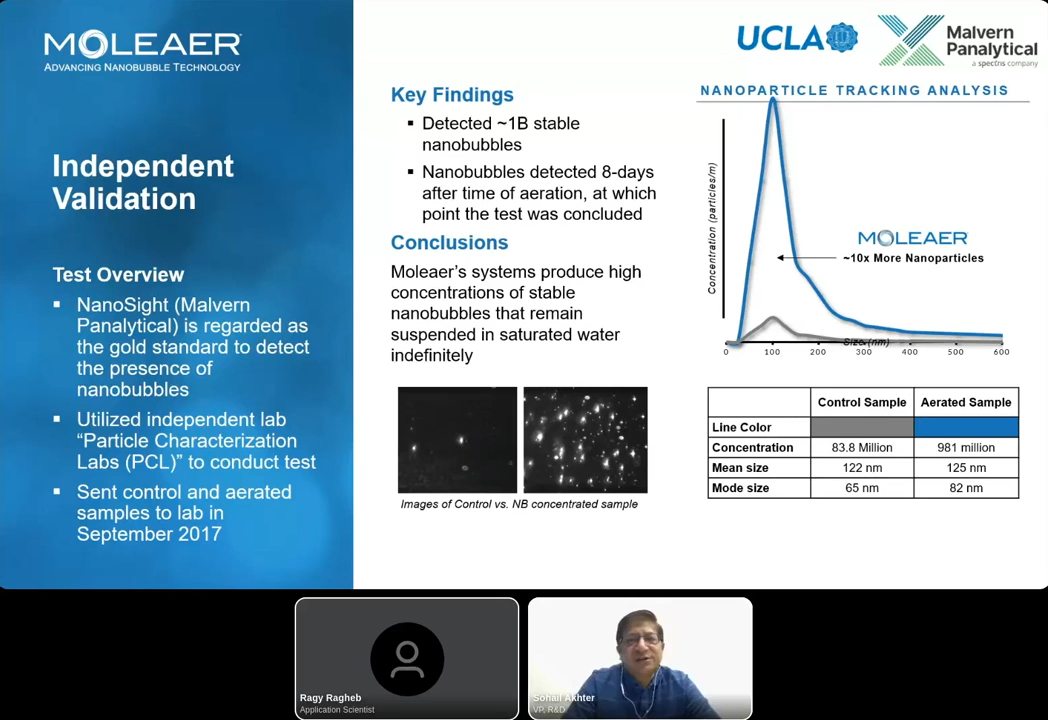 MOLEAER
ADVANCING NANOBUBBLE TECHNOLOGY
Independent
Validation
Test Overview
▪ NanoSight (Malvern
Panalytical) is regarded as
the gold standard to detect
the presence of
nanobubbles
▪ Utilized independent lab
“Particle Characterization
Labs (PCL)” to conduct test
▪ Sent control and aerated
samples to lab in
September 2017
Key Findings
▪ Detected ~1B stable
nanobubbles
▪ Nanobubbles detected 8-days
after time of aeration, at which
point the test was concluded
Conclusions
Moleaer’s systems produce high
concentrations of stable
nanobubbles that remain
suspended in saturated water
indefinitely
Images of Control vs. NB concentrated sample
UCLA
Malvern
Panalytical
a spectris company
NANOPARTICLE TRACKING ANALYSIS
Concentration (particles/m)
MOLEAER
~10x More Nanoparticles
Size (nm)
0 100 200 300 400 500 600
Control Sample Aerated Sample
Line Color
Concentration 83.8 Million 981 million
Mean size 122 nm 125 nm
Mode size 65 nm 82 nm
Ragy Ragheb
Application Scientist
Sohail Akhter
VP, R&D